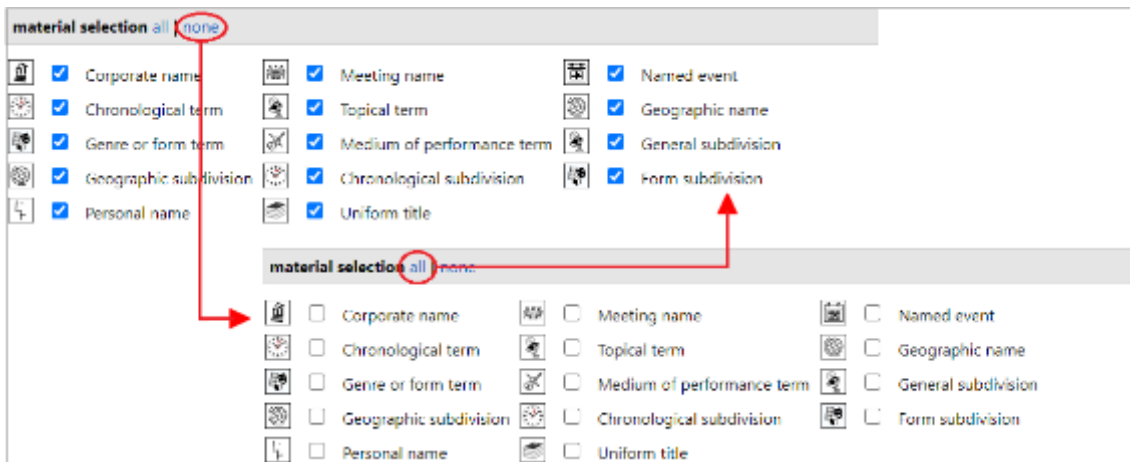 material selection all | none
Corporate name Meeting name Named event
Chronological term Topical term Geographic name
Genre or form term Medium of performance term General subdivision
Geographic subdivision Chronological subdivision Form subdivision
Personal name Uniform title
material selection all | none
Corporate name Meeting name Named event
Chronological term Topical term Geographic name
Genre or form term Medium of performance term General subdivision
Geographic subdivision Chronological subdivision Form subdivision
Personal name Uniform title